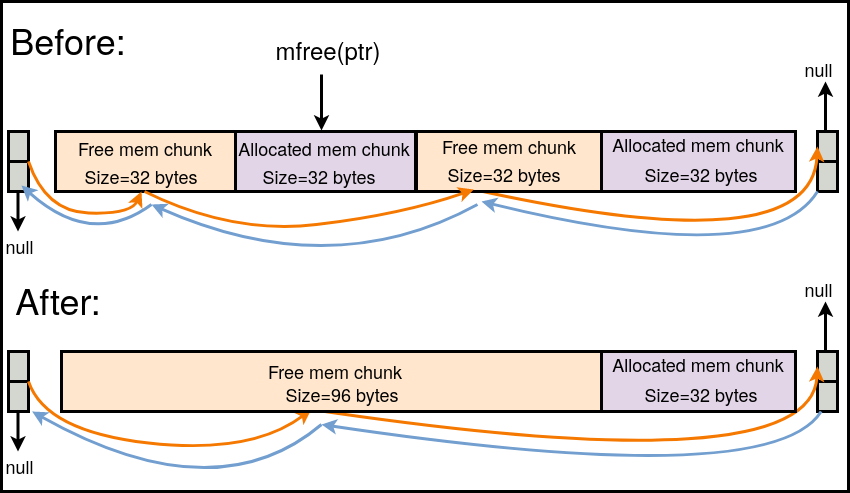 Before:
mfree(ptr)
null
Free mem chunk
Size=32 bytes
Allocated mem chunk
Size=32 bytes
Free mem chunk
Size=32 bytes
Allocated mem chunk
Size=32 bytes
null
After:
null
Free mem chunk
Size=96 bytes
Allocated mem chunk
Size=32 bytes
null